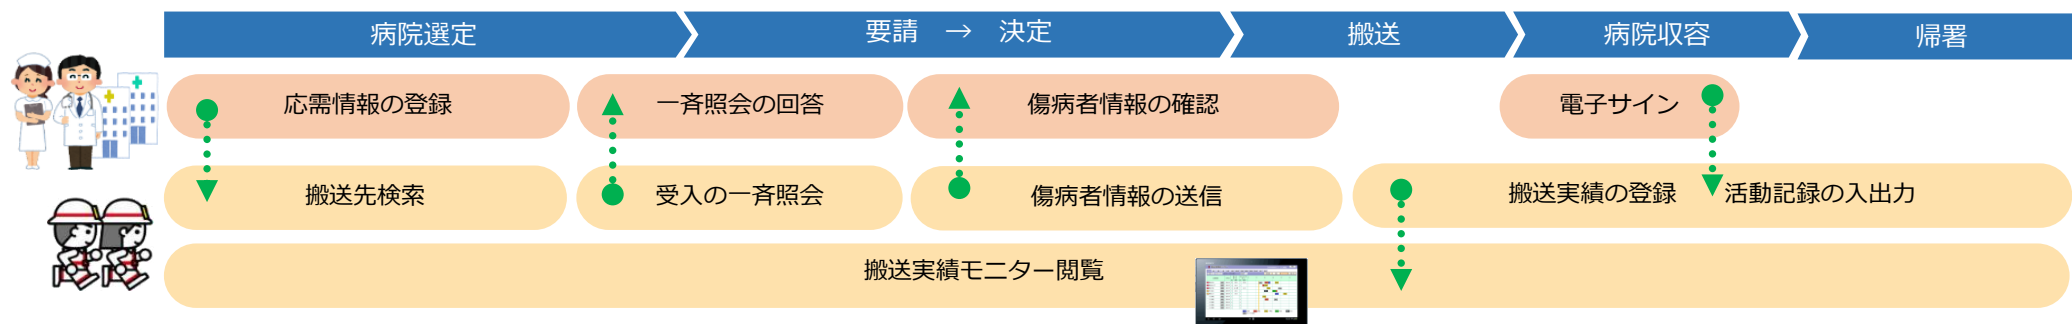 病院選定
要請 → 決定
搬送
病院収容
帰署
応需情報の登録
一斉照会の回答
傷病者情報の確認
電子サイン
搬送先検索
受入の一斉照会
傷病者情報の送信
搬送実績の登録
活動記録の入出力
搬送実績モニター閲覧